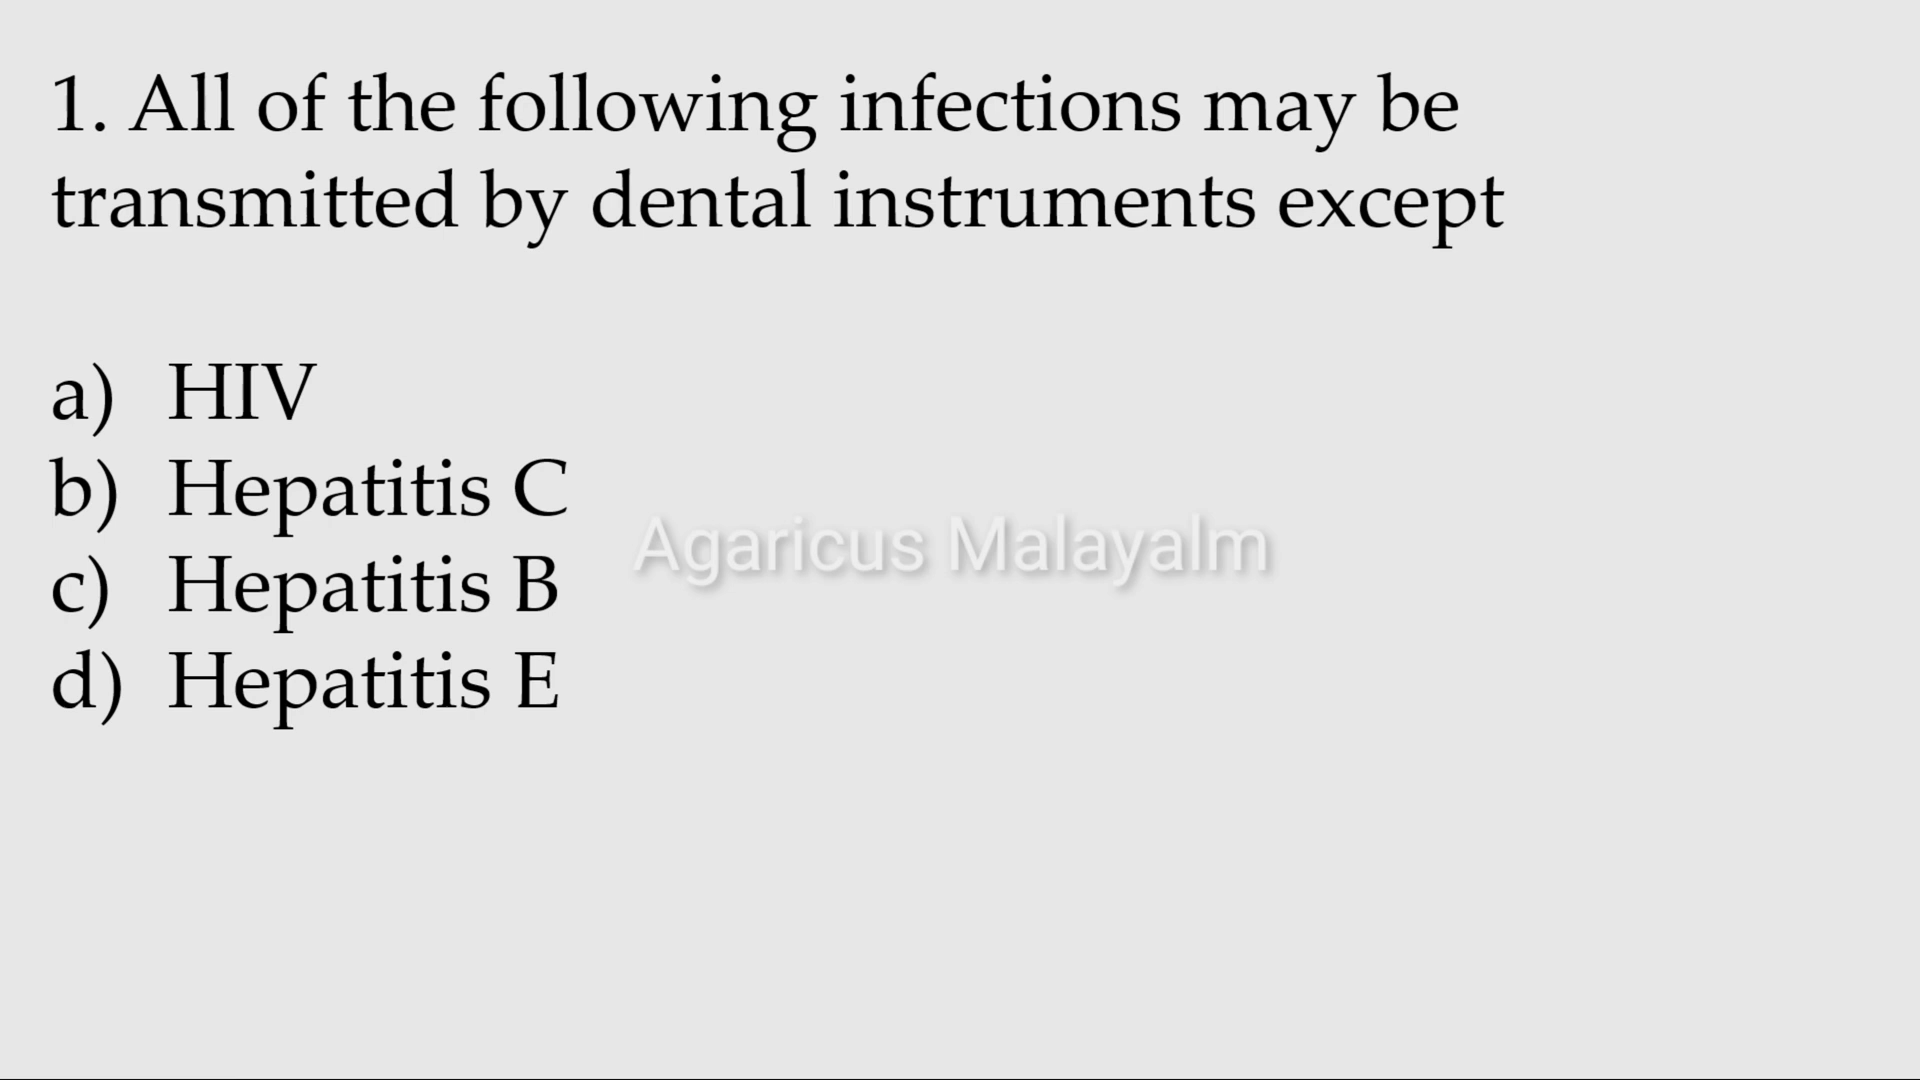 1. All of the following infections may be
transmitted by dental instruments except
a) HIV
b) Hepatitis C
Agaricus Malayalm
c) Hepatitis B
d) Hepatitis E